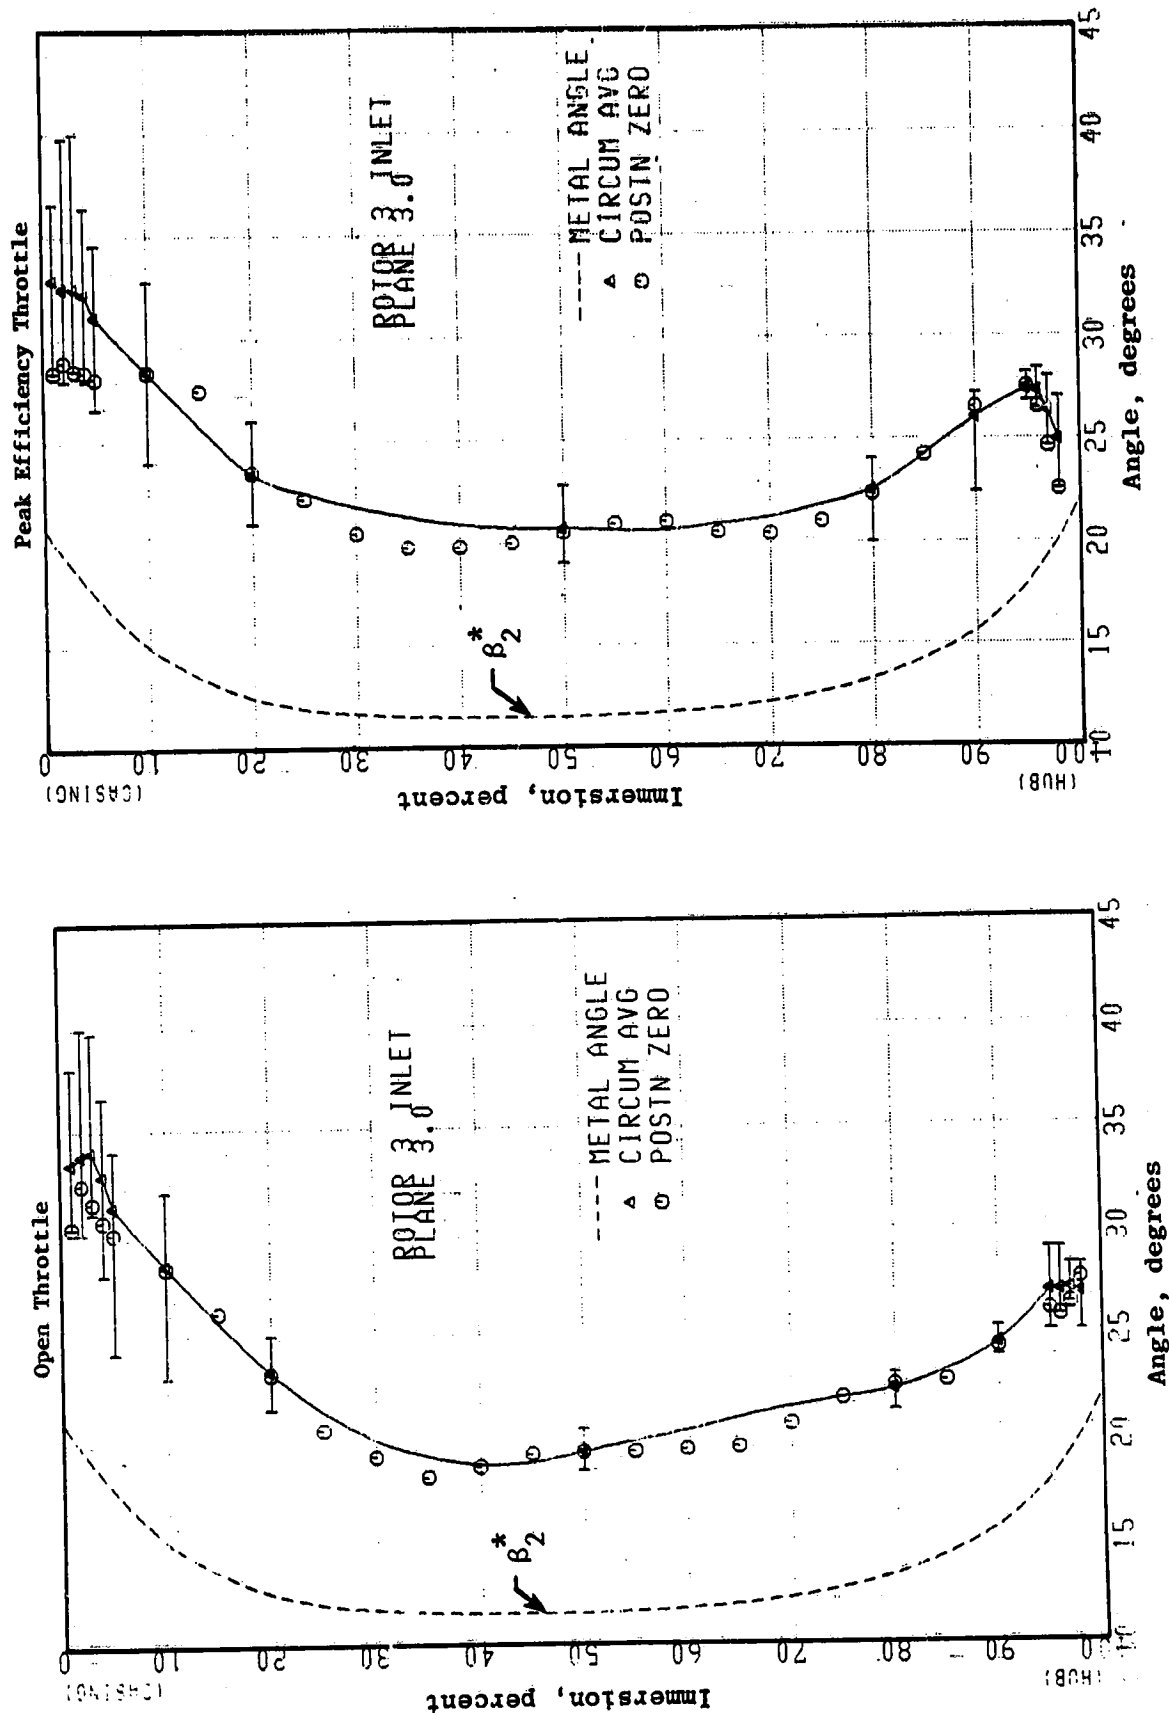 Open Throttle
0
10
20
30
40
50
60
70
80
90
(CASING)
(HUB)
Immersion, percent
ROTOR 3 INLET
PLANE 3.0
---- METAL ANGLE
CIRCUM AVG
POSTN ZERO
β₂*
10
15
20
25
30
35
40
45
Angle, degrees
Peak Efficiency Throttle
0
10
20
30
40
50
60
70
80
90
(CASING)
(HUB)
Immersion, percent
ROTOR 3 INLET
PLANE 3.0
---- METAL ANGLE
CIRCUM AVG
POSTN ZERO
β₂*
10
15
20
25
30
35
40
45
Angle, degrees